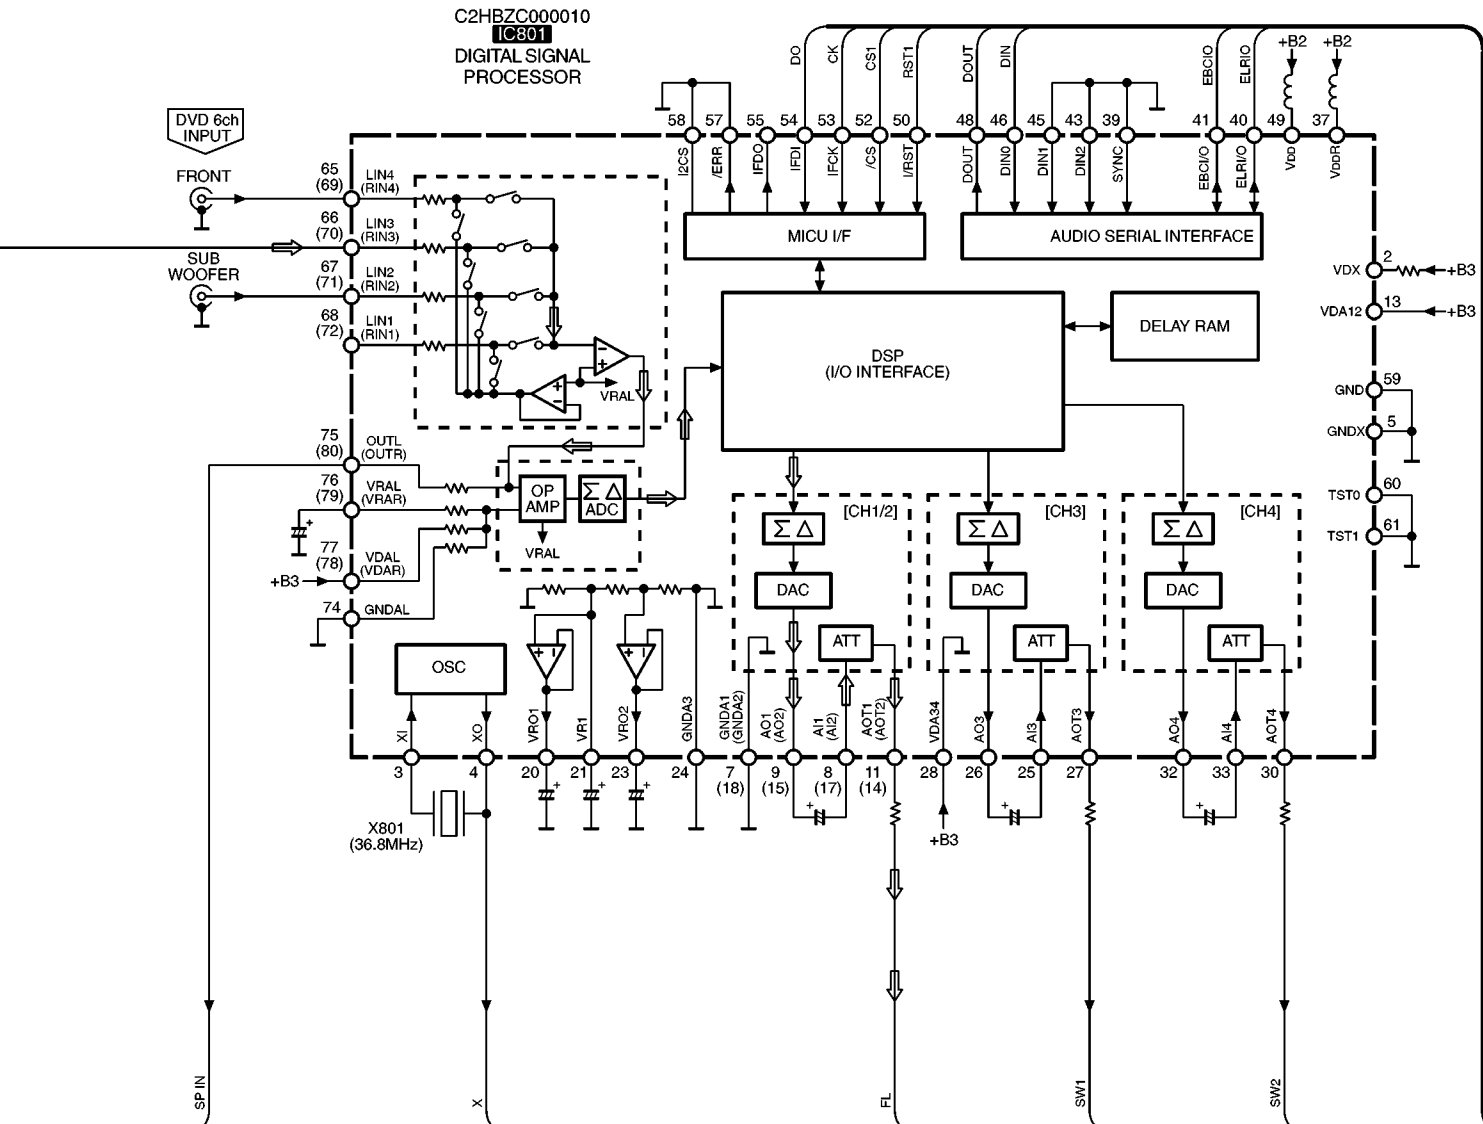 C2HBZC000010
IC801
DIGITAL SIGNAL
PROCESSOR
DVD 6ch
INPUT
FRONT
SUB
WOOFER
65
(69)
LIN4
(RIN4)
66
(70)
LIN3
(RIN3)
67
(71)
LIN2
(RIN2)
68
(72)
LIN1
(RIN1)
VRAL
75
(80)
OUTL
(OUTR)
76
(79)
VRAL
(VRAR)
77
(78)
VDAL
(VDAR)
+B3
74
GNDAL
OP
AMP
Σ Δ
ADC
VRAL
58 57 55 54 53 52 50 48 46 45 43 39 41 40 49 37
DO CK CS1 RST1 DOUT DIN EBCIO ELRIO +B2 +B2
I2CS /ERR IFDO IFDI IFCK /CS I/RST DOUT DIN0 DIN1 DIN2 SYNC EBCI/O ELRI/O VDD VDDR
MICU I/F
AUDIO SERIAL INTERFACE
DSP
(I/O INTERFACE)
DELAY RAM
VDX 2 +B3
VDA12 13 +B3
GND 59
GNDX 5
TST0 60
TST1 61
[CH1/2] [CH3] [CH4]
Σ Δ Σ Δ Σ Δ
DAC DAC DAC
ATT ATT ATT
OSC
+ − + −
XI XO VRO1 VR1 VRO2 GNDA3
GNDA1
(GNDA2)
AO1
(AO2)
AI1
(AI2)
AOT1
(AOT2)
VDA34 AO3 AI3 AOT3 AO4 AI4 AOT4
3 4 20 21 23 24
7
(18)
9
(15)
8
(17)
11
(14)
28 26 25 27 32 33 30
X801
(36.8MHz)
+B3
SP IN X FL SW1 SW2